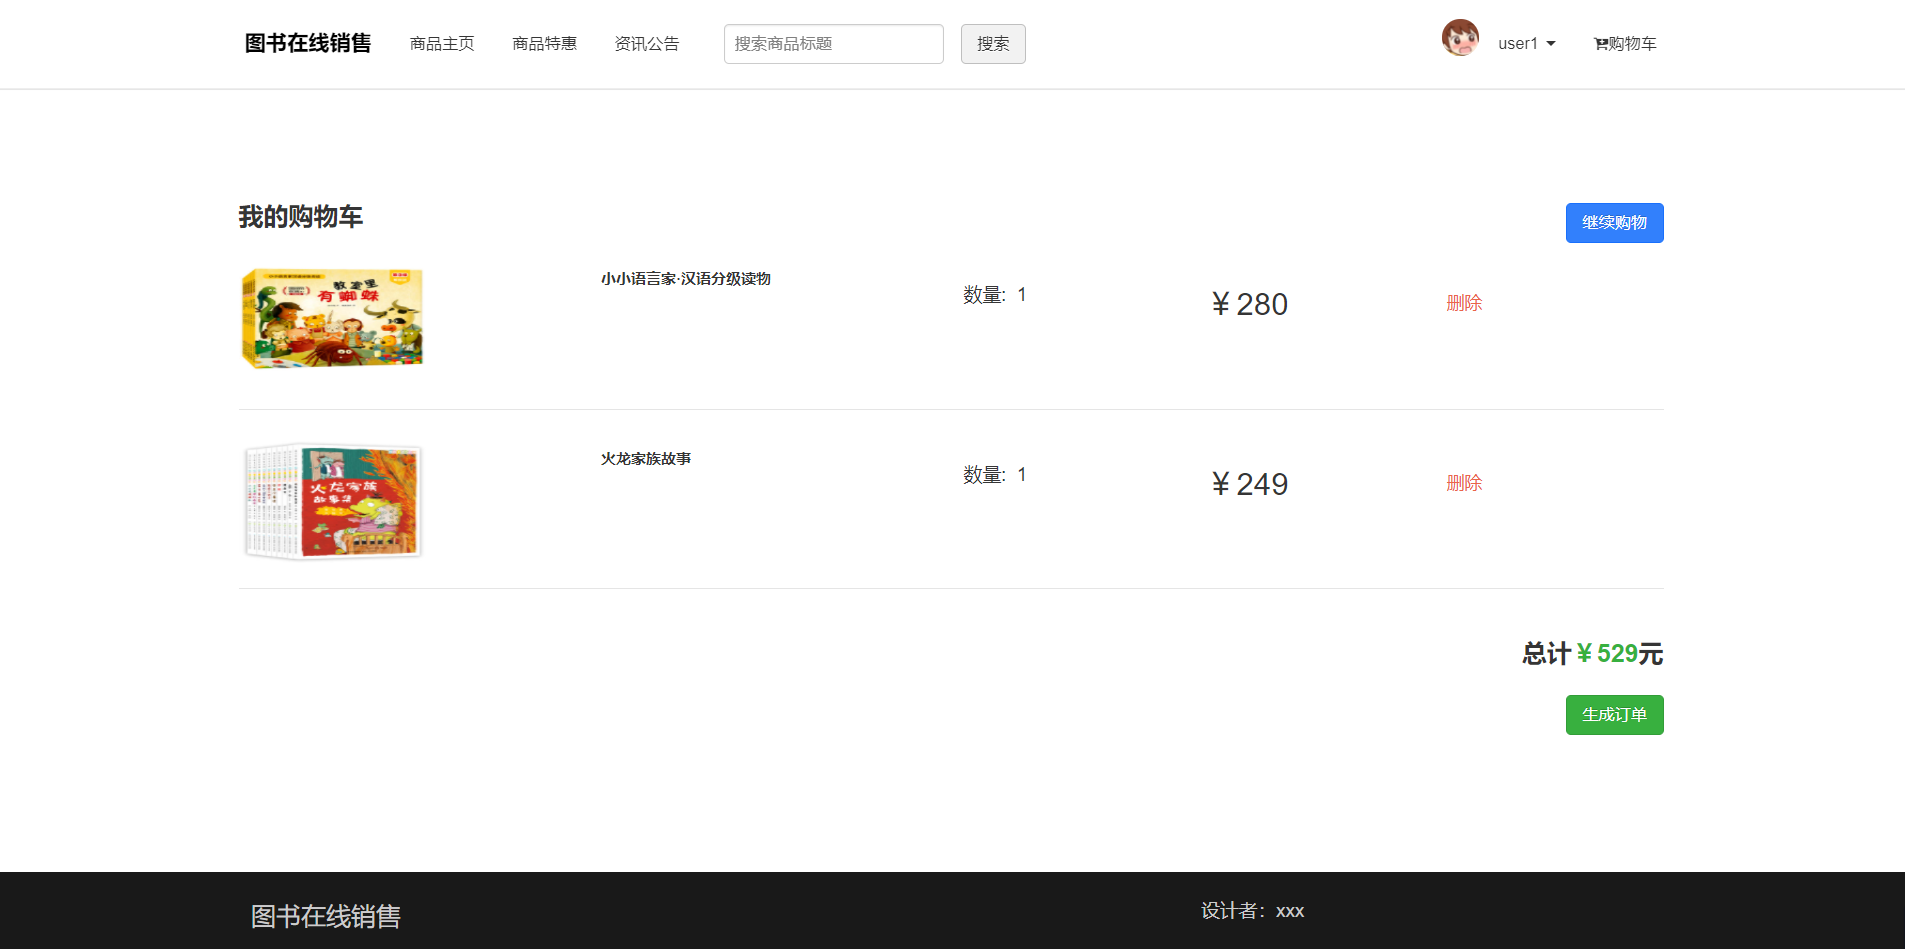 图书在线销售 商品主页 商品特惠 资讯公告 搜索商品标题 搜索 user1 购物车
我的购物车 继续购物
教室里
有蜘蛛
小小语言家·汉语分级读物
数量: 1
¥ 280
删除
火龙家族
故事集
火龙家族故事
数量: 1
¥ 249
删除
总计¥ 529元
生成订单
图书在线销售 设计者：xxx